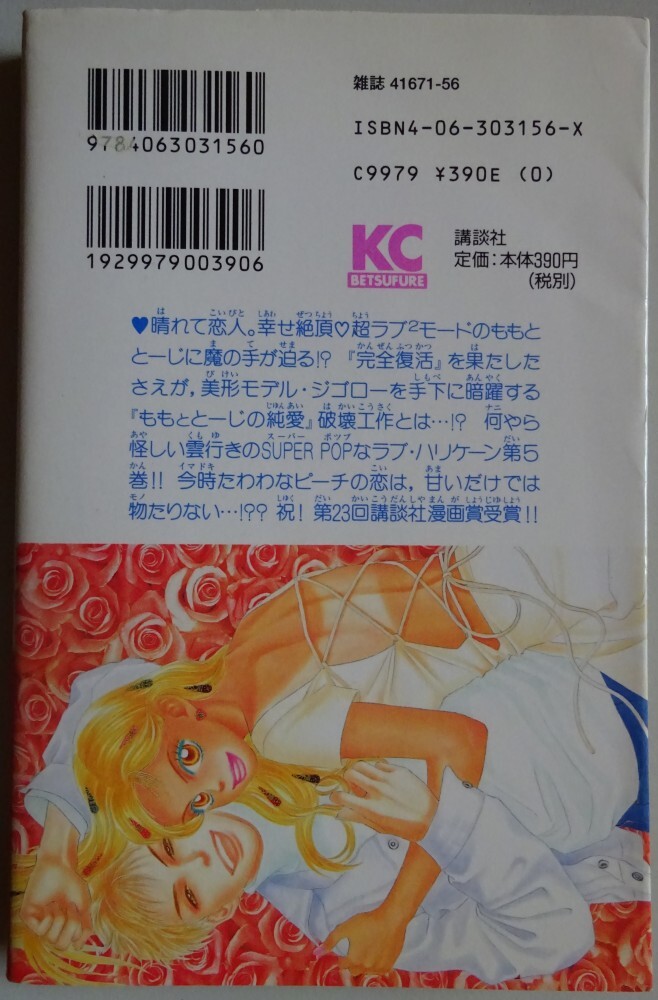 雑誌 41671-56
ISBN4-06-303156-X
9784063031560
C9979 ¥390E (0)
1929979003906
KC
BETSUFURE
講談社
定価：本体390円
(税別)
♥晴れて恋人。幸せ絶頂♡超ラブ²モードのももと
とーじに魔の手が迫る!? 『完全復活』を果たした
さえが，美形モデル・ジゴローを手下に暗躍する
『ももととーじの純愛』破壊工作とは…!? 何やら
怪しい雲行きのSUPER POPなラブ・ハリケーン第5
巻!! 今時たわわなピーチの恋は，甘いだけでは
物たりない…!?? 祝! 第23回講談社漫画賞受賞!!